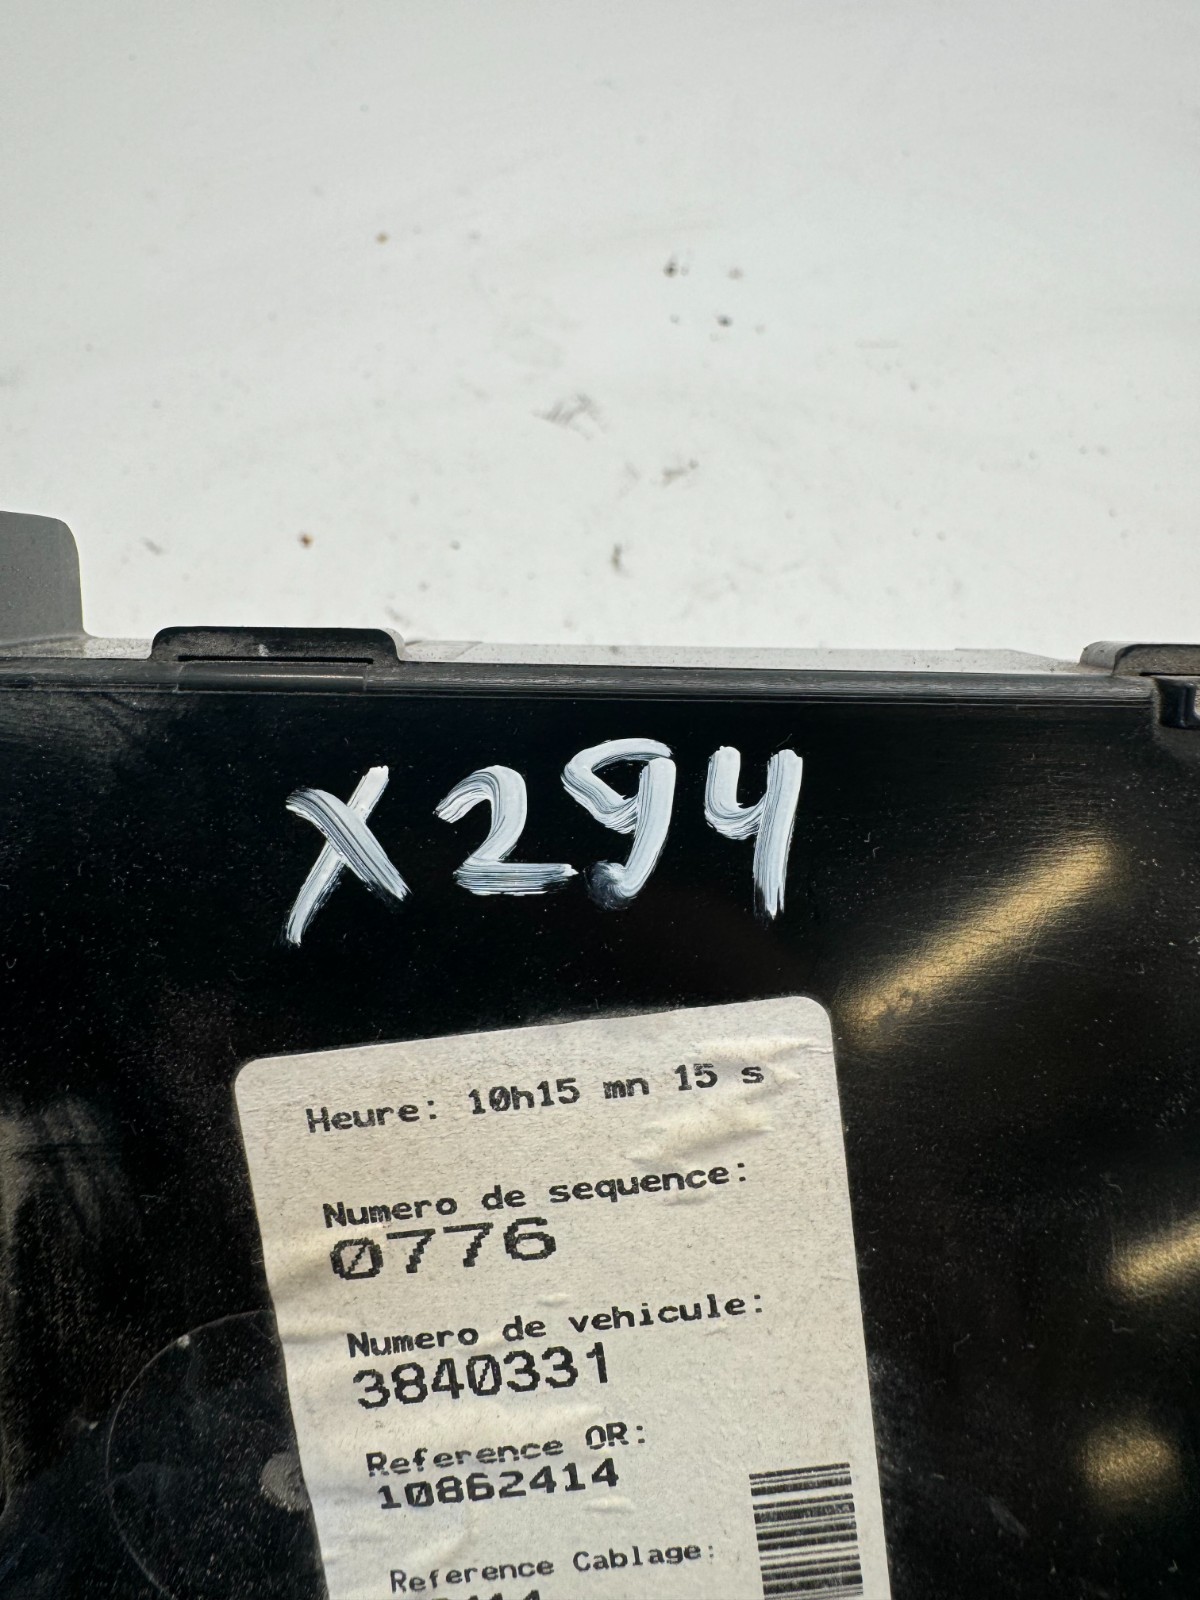 X294
Heure: 10h15 mn 15 s
Numero de sequence:
0776
Numero de vehicule:
3840331
Reference OR:
10862414
Reference Cablage: